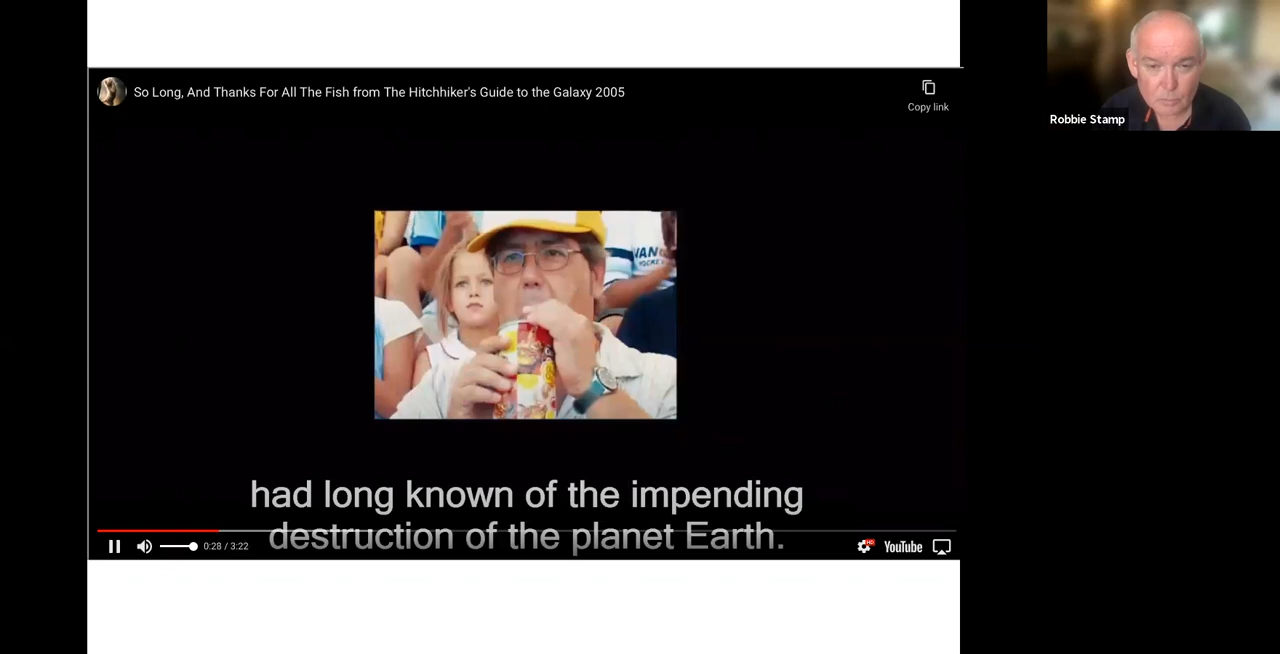 So Long, And Thanks For All The Fish from The Hitchhiker's Guide to the Galaxy 2005
Copy link
Robbie Stamp
had long known of the impending
destruction of the planet Earth.
0:28 / 3:22
HD
YouTube